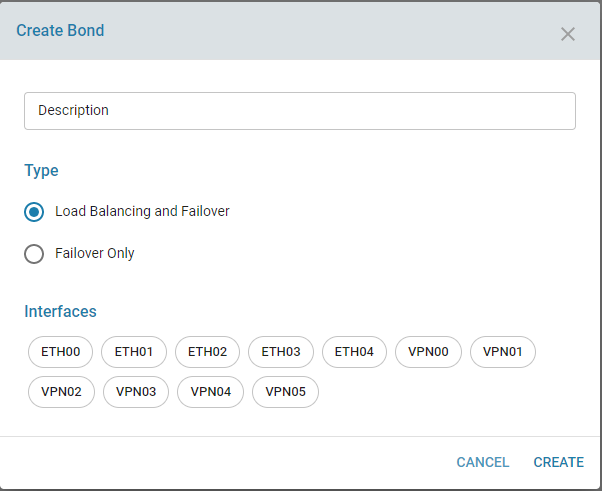 Create Bond
Description
Type
Load Balancing and Failover
Failover Only
Interfaces
ETH00 ETH01 ETH02 ETH03 ETH04 VPN00 VPN01
VPN02 VPN03 VPN04 VPN05
CANCEL CREATE